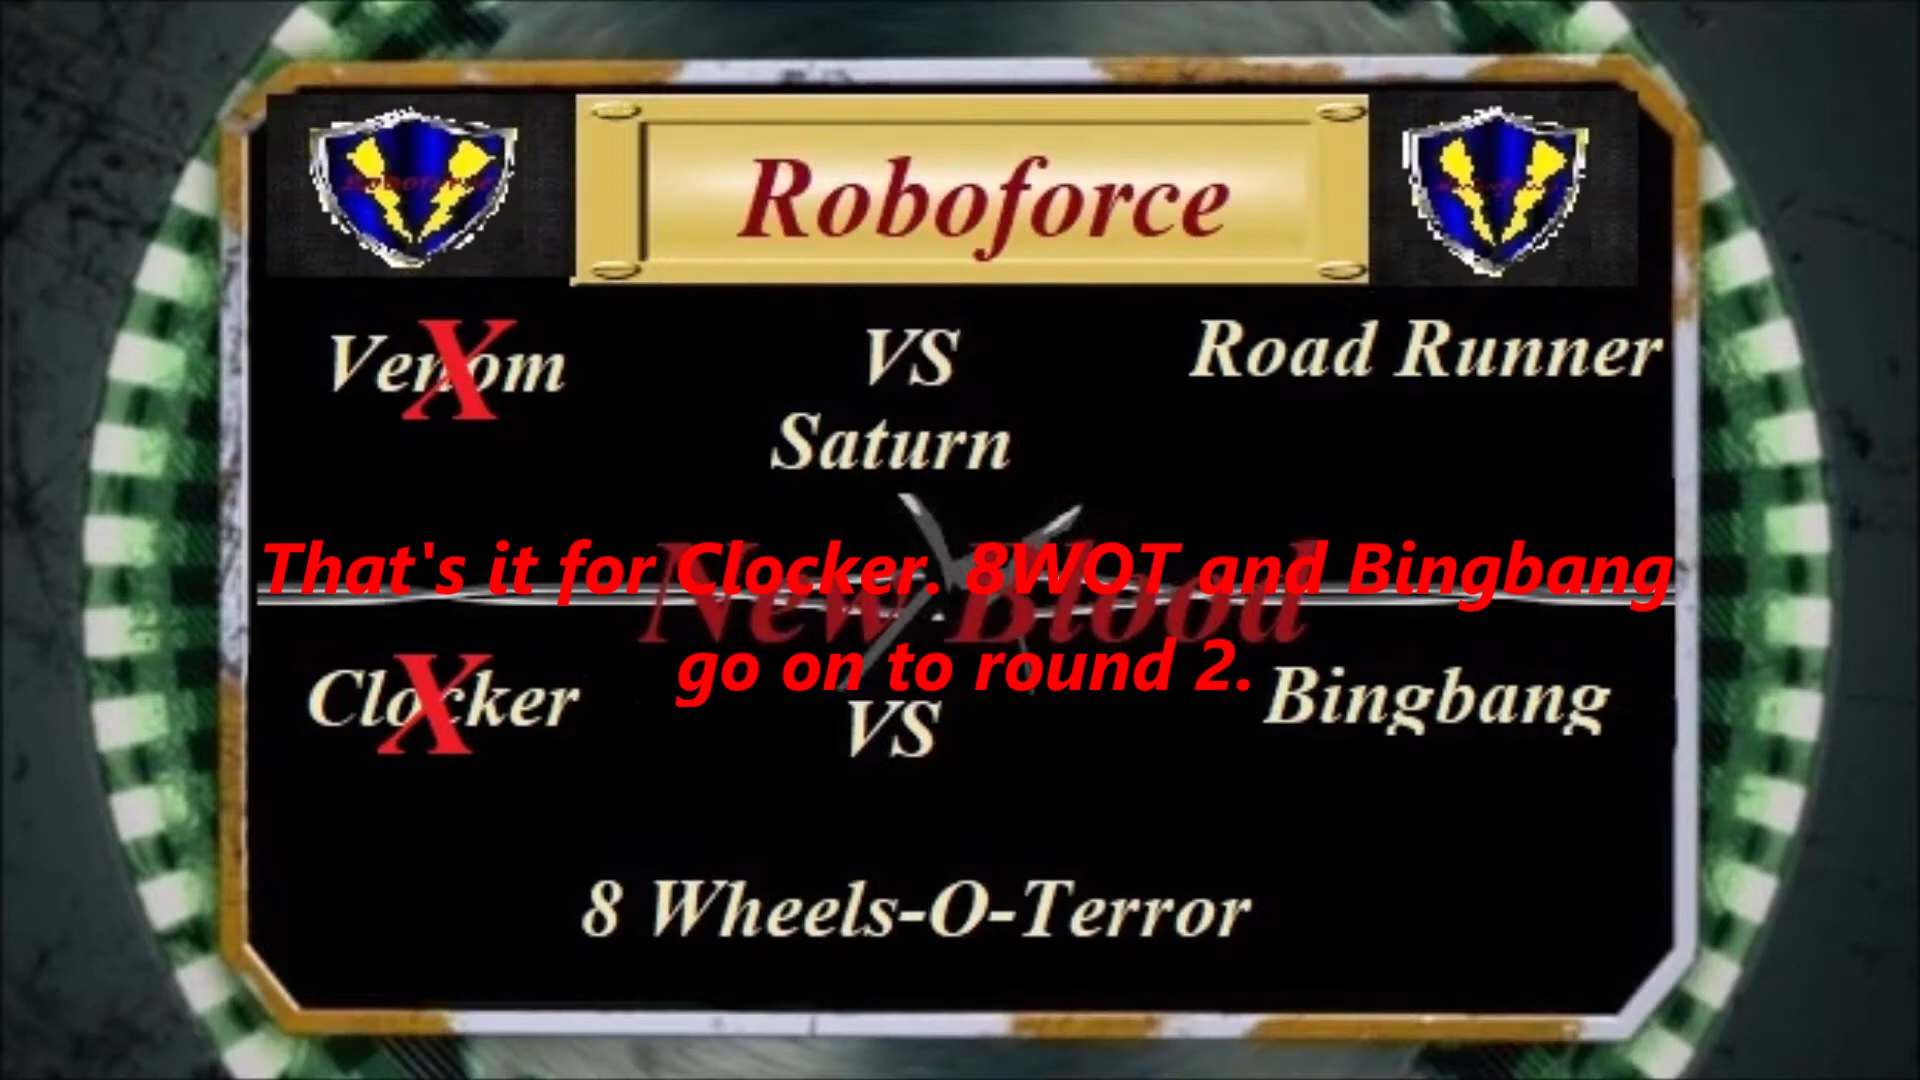 Roboforce
Venom X VS Road Runner
Saturn
That's it for Clocker. 8WOT and Bingbang
New Blood
go on to round 2.
Clocker X VS Bingbang
8 Wheels-O-Terror